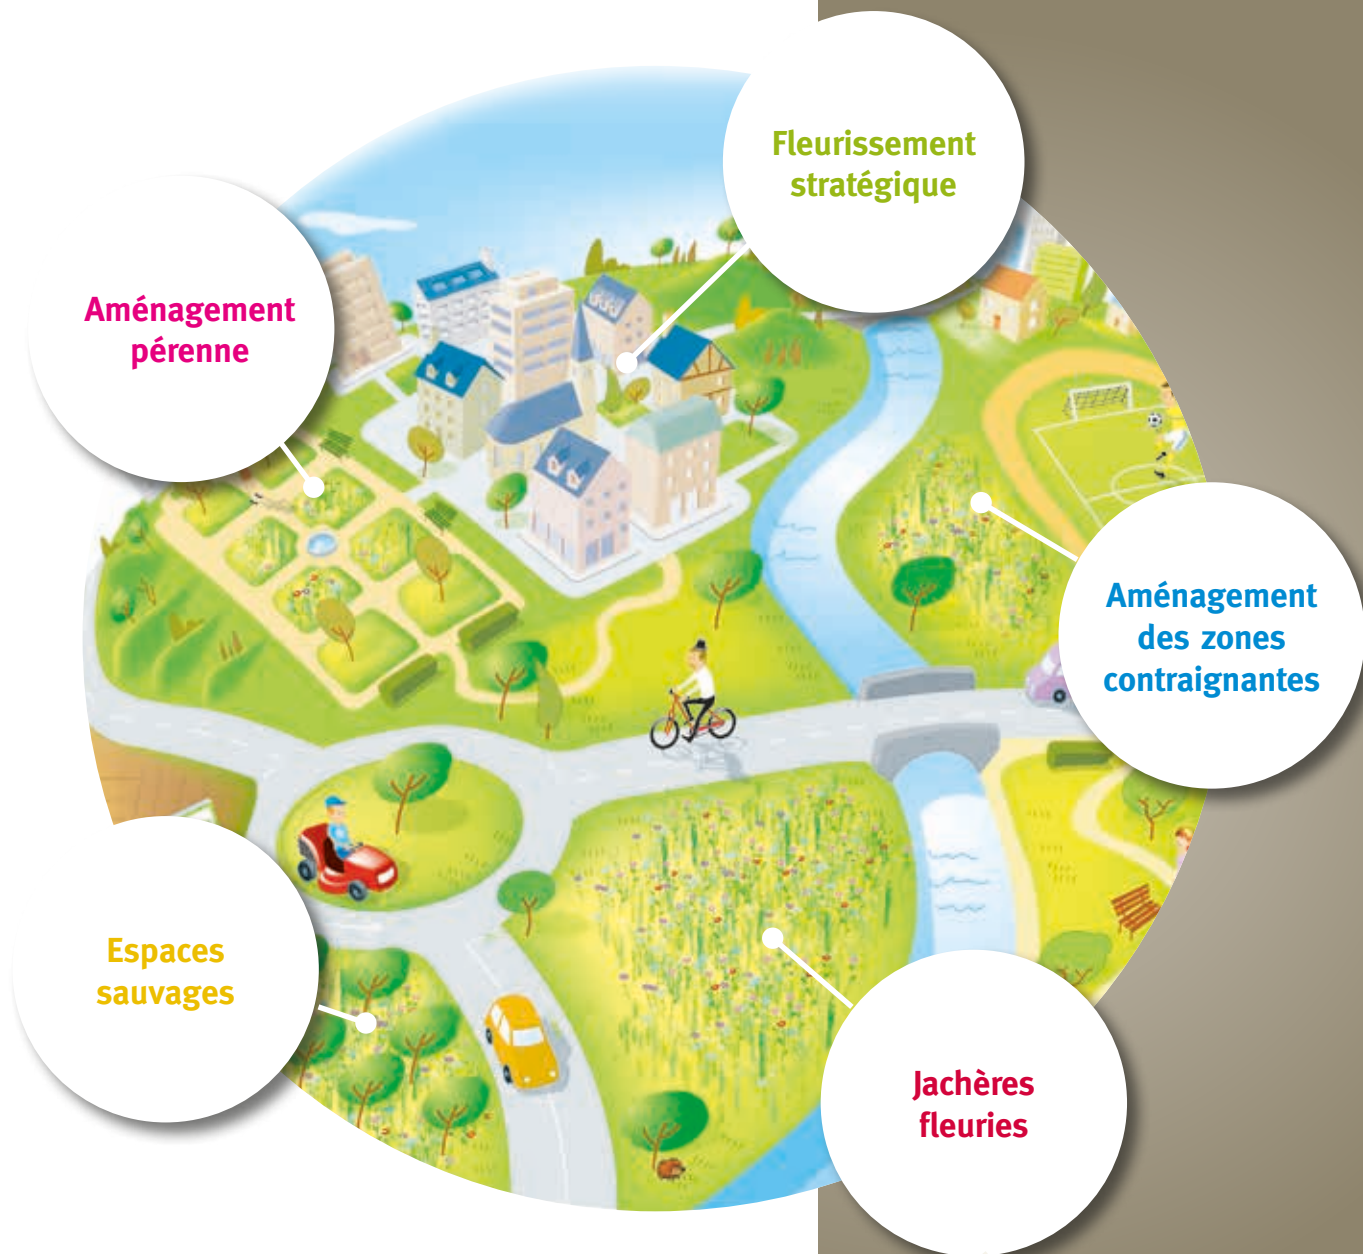 Fleurissement
stratégique
Aménagement
pérenne
Aménagement
des zones
contraignantes
Espaces
sauvages
Jachères
fleuries